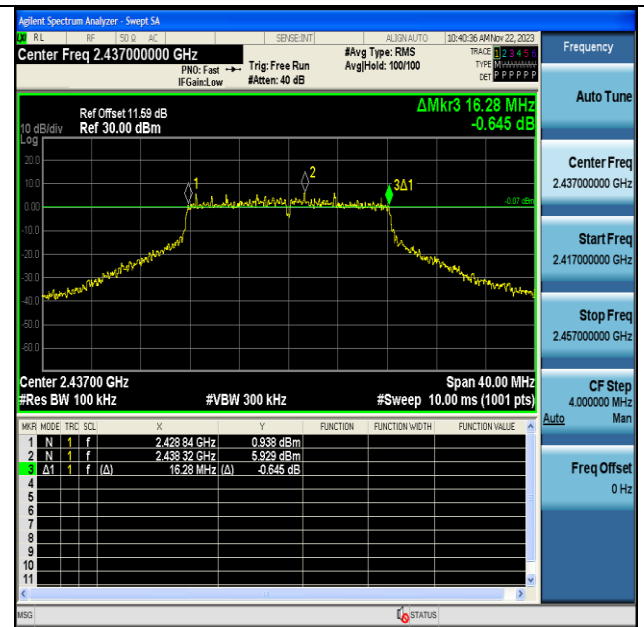 Agilent Spectrum Analyzer - Swept SA
RL RF 50 Ω AC SENSE:INT ALIGN AUTO 10:40:36 AM Nov 22, 2023
Center Freq 2.437000000 GHz
PNO: Fast
IFGain:Low
Trig: Free Run
#Atten: 40 dB
#Avg Type: RMS
Avg|Hold: 100/100
TRACE 1 2 3 4 5 6
TYPE M
DET P P P P P P
Frequency
Auto Tune
Center Freq
2.437000000 GHz
Start Freq
2.417000000 GHz
Stop Freq
2.457000000 GHz
CF Step
4.000000 MHz
Auto Man
Freq Offset
0 Hz
Ref Offset 11.59 dB
10 dB/div Ref 30.00 dBm
Log
ΔMkr3 16.28 MHz
-0.645 dB
20.0
10.0
0.00
-10.0
-20.0
-30.0
-40.0
-50.0
-60.0
1
2
3Δ1
-0.07 dBm
Center 2.43700 GHz Span 40.00 MHz
#Res BW 100 kHz #VBW 300 kHz #Sweep 10.00 ms (1001 pts)
MKR MODE TRC SCL X Y FUNCTION FUNCTION WIDTH FUNCTION VALUE
1 N 1 f 2.428 84 GHz 0.938 dBm
2 N 1 f 2.438 32 GHz 5.929 dBm
3 Δ1 1 f (Δ) 16.28 MHz (Δ) -0.645 dB
4
5
6
7
8
9
10
11
MSG STATUS